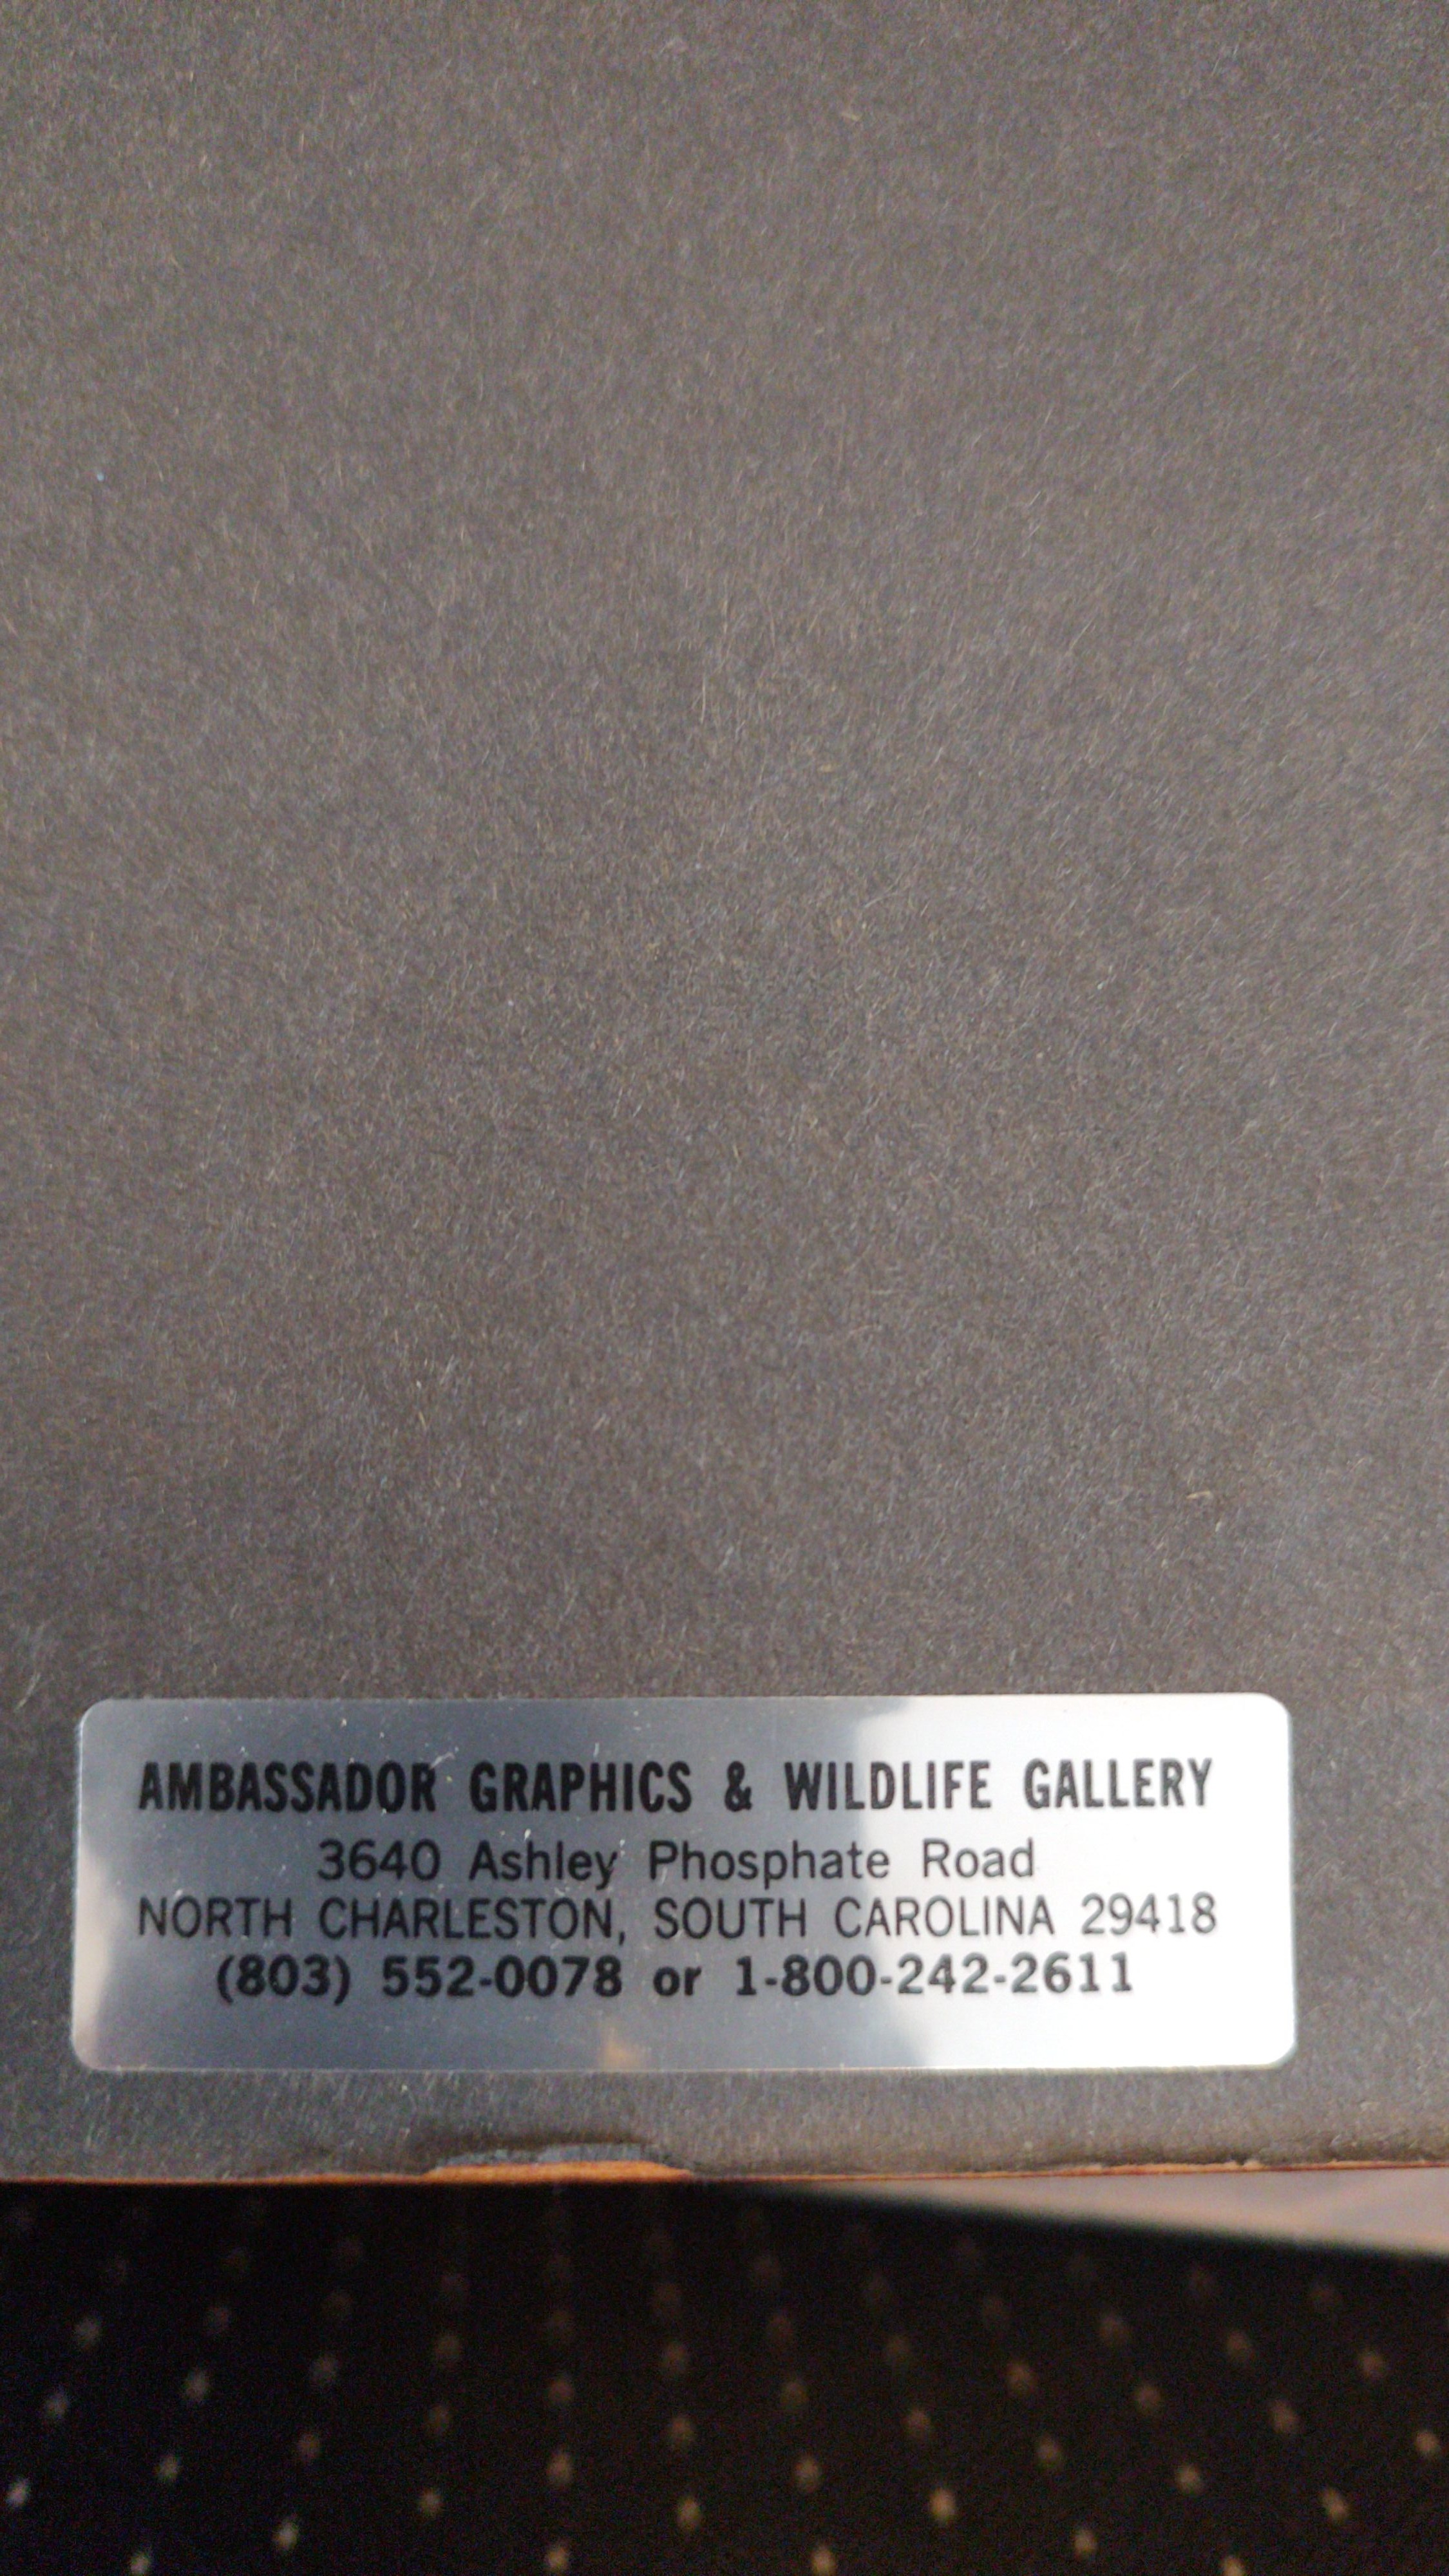 AMBASSADOR GRAPHICS & WILDLIFE GALLERY
3640 Ashley Phosphate Road
NORTH CHARLESTON, SOUTH CAROLINA 29418
(803) 552-0078 or 1-800-242-2611